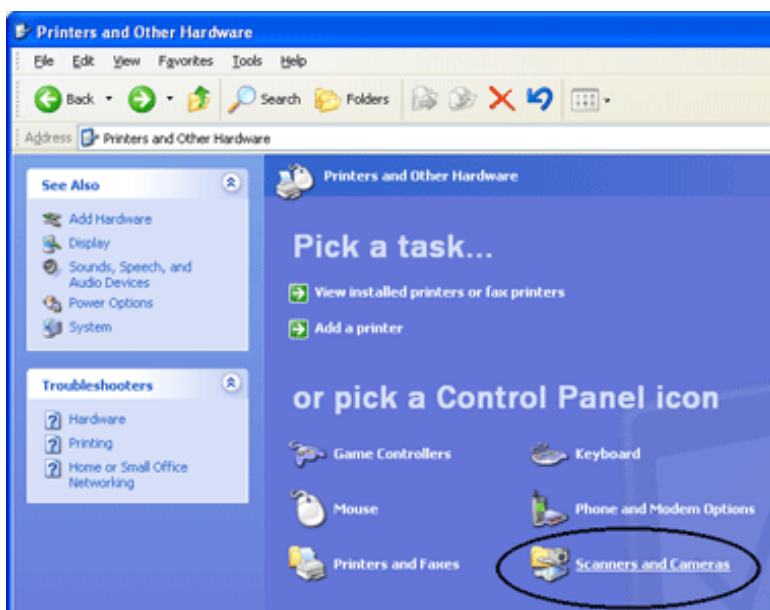 Printers and Other Hardware
File Edit View Favorites Tools Help
Back Search Folders
Address Printers and Other Hardware
See Also
Add Hardware
Display
Sounds, Speech, and
Audio Devices
Power Options
System
Troubleshooters
Hardware
Printing
Home or Small Office
Networking
Printers and Other Hardware
Pick a task...
View installed printers or fax printers
Add a printer
or pick a Control Panel icon
Game Controllers
Keyboard
Mouse
Phone and Modem Options
Printers and Faxes
Scanners and Cameras